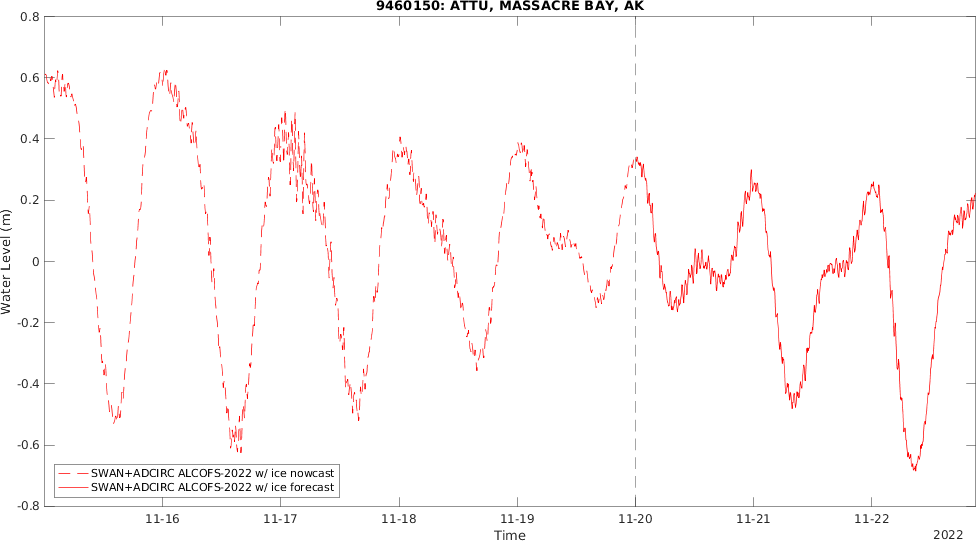 9460150: ATTU, MASSACRE BAY, AK
0.8
0.6
0.4
0.2
0
-0.2
-0.4
-0.6
-0.8
Water Level (m)
SWAN+ADCIRC ALCOFS-2022 w/ ice nowcast
SWAN+ADCIRC ALCOFS-2022 w/ ice forecast
11-16 11-17 11-18 11-19 11-20 11-21 11-22
Time
2022